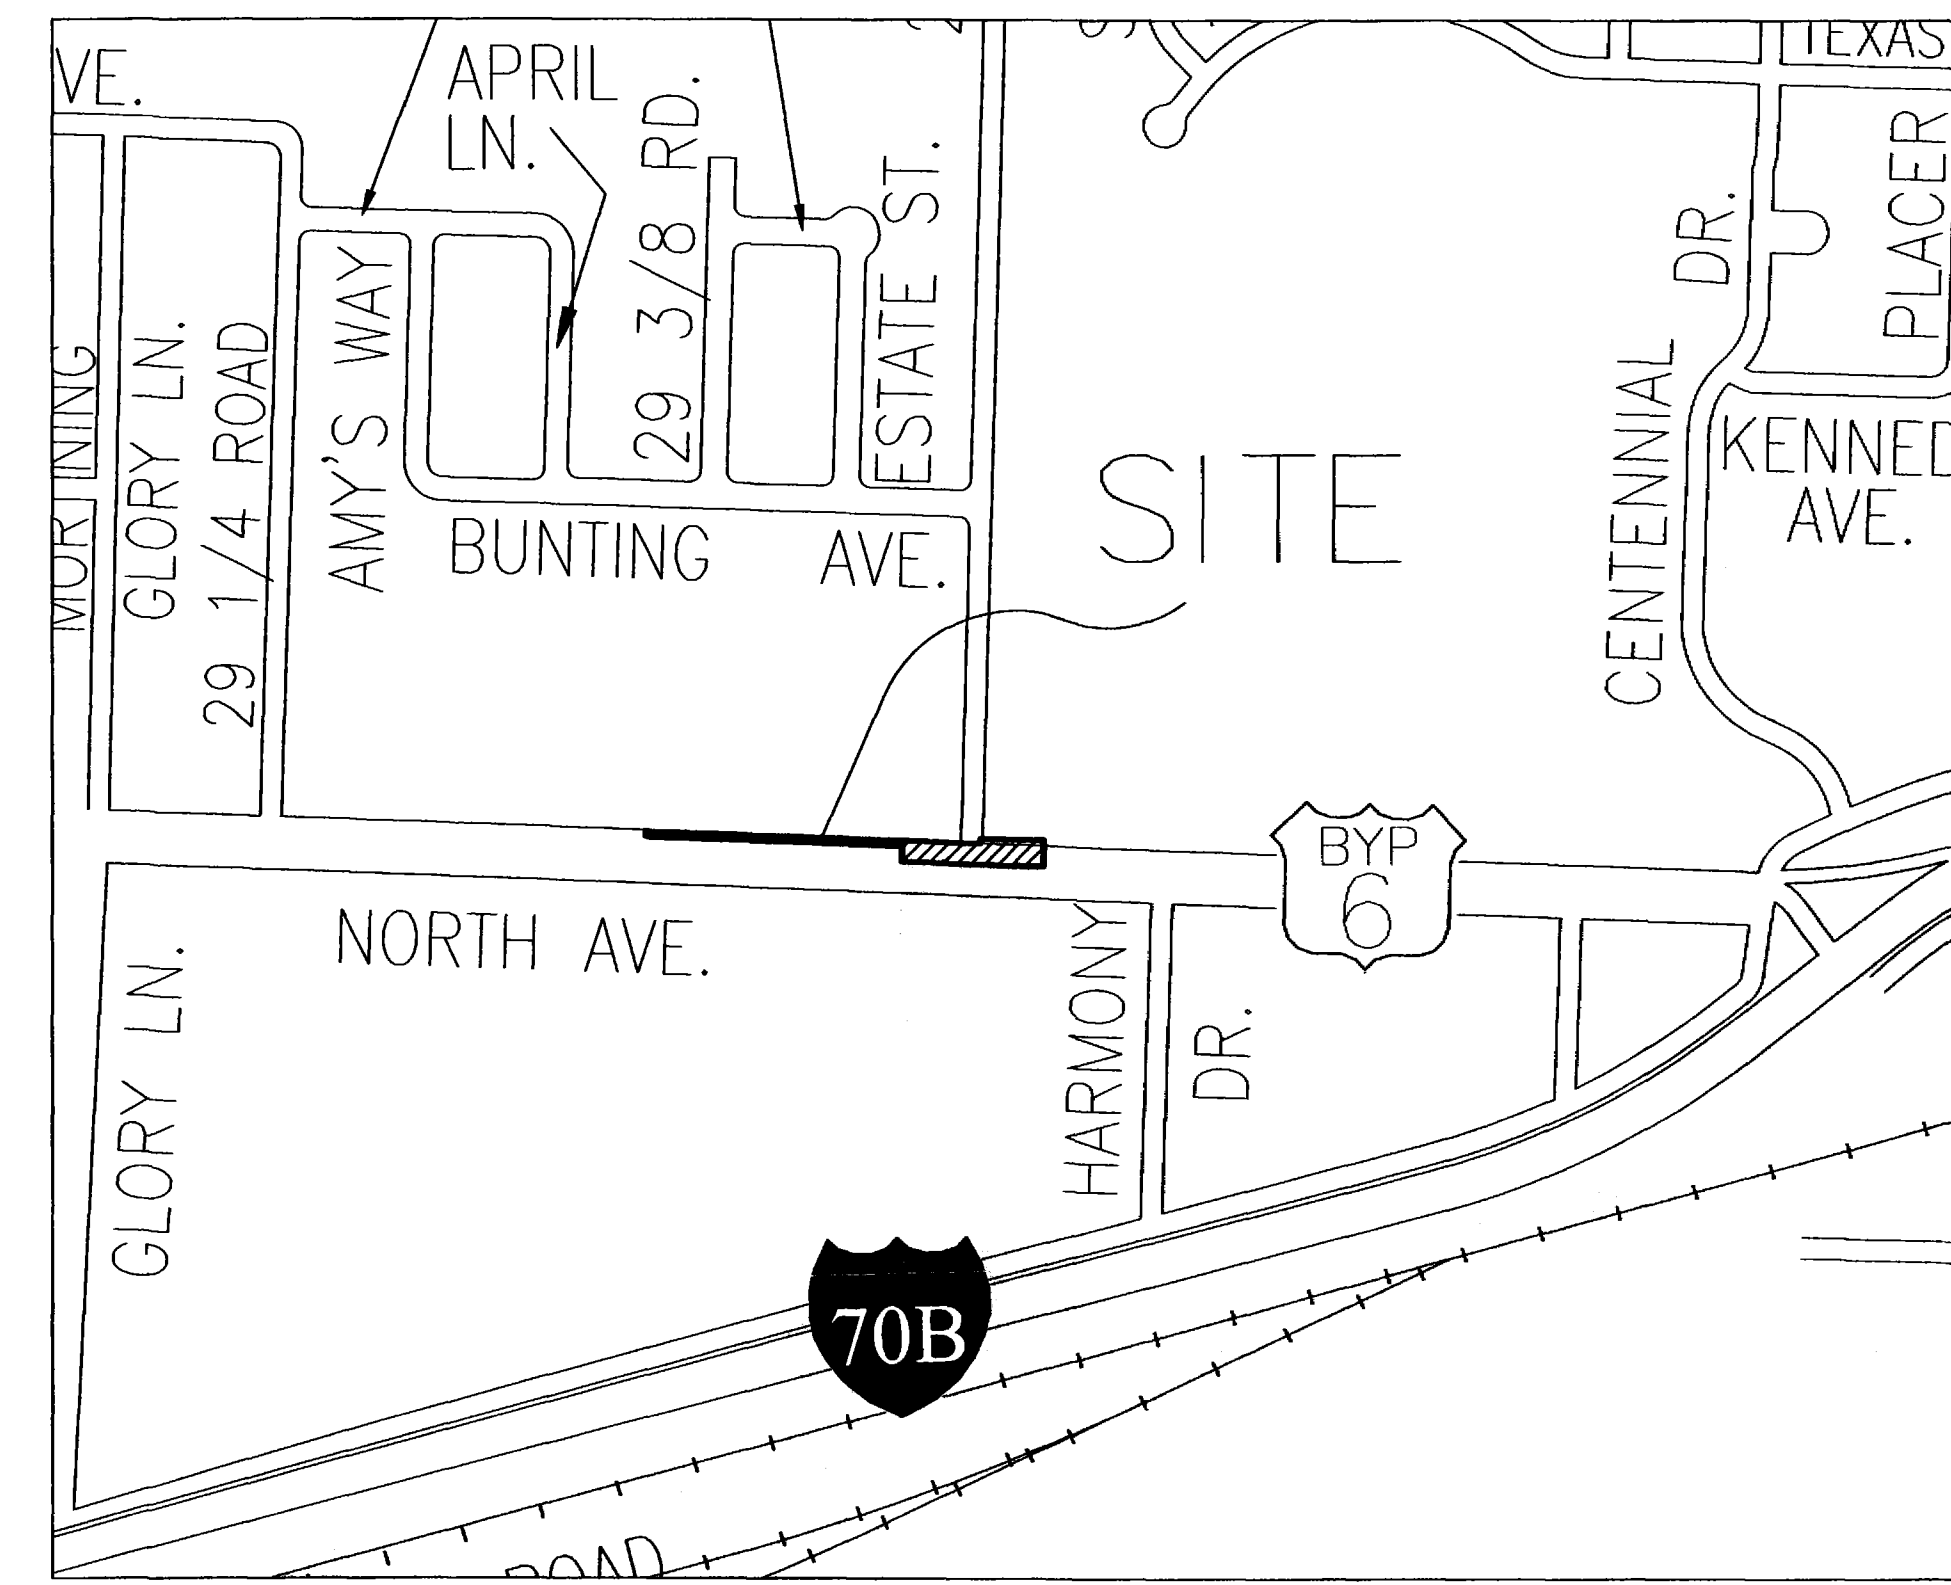 VE.
APRIL
LN.
29 3/8 RD.
ESTATE ST.
TEXAS
PLACER
CENTENNIAL DR.
KENNED
AVE.
GLORY LN.
29 1/4 ROAD
AMY'S WAY
BUNTING AVE.
SITE
BYP
6
NORTH AVE.
GLORY LN.
HARMONY DR.
70B
ROAD